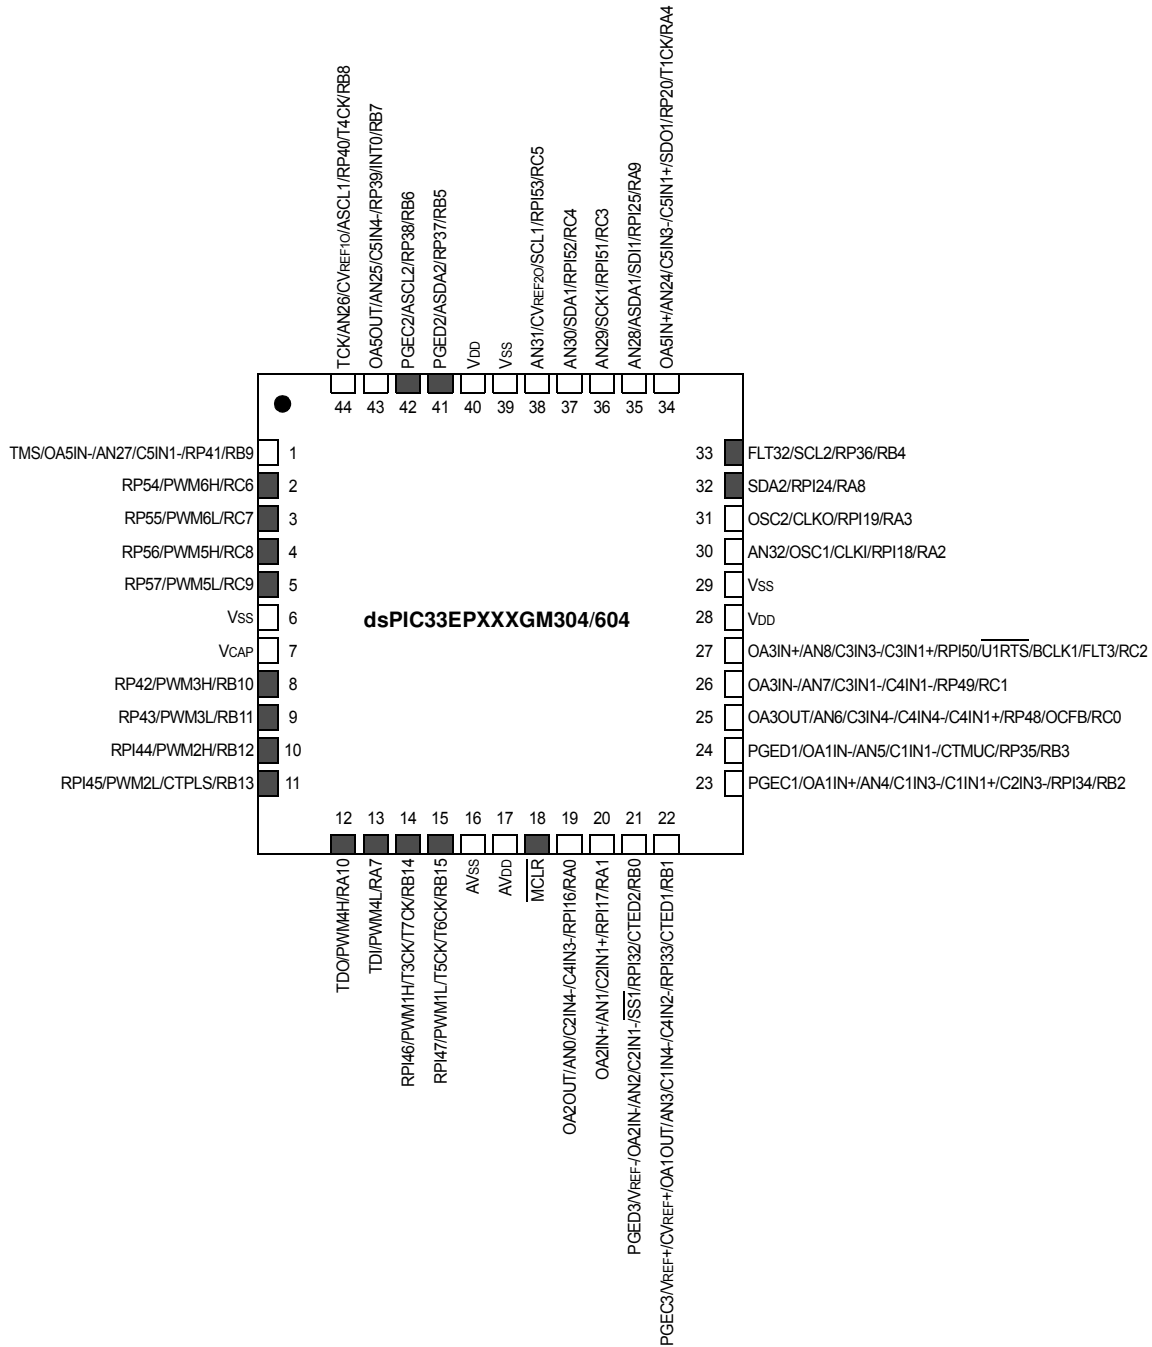 TCK/AN26/CVREF1O/ASCL1/RP40/T4CK/RB8
OA5OUT/AN25/C5IN4-/RP39/INT0/RB7
PGEC2/ASCL2/RP38/RB6
PGED2/ASDA2/RP37/RB5
VDD
VSS
AN31/CVREF2O/SCL1/RPI53/RC5
AN30/SDA1/RPI52/RC4
AN29/SCK1/RPI51/RC3
AN28/ASDA1/SDI1/RPI25/RA9
OA5IN+/AN24/C5IN3-/C5IN1+/SDO1/RP20/T1CK/RA4
44 43 42 41 40 39 38 37 36 35 34
TMS/OA5IN-/AN27/C5IN1-/RP41/RB9 1
RP54/PWM6H/RC6 2
RP55/PWM6L/RC7 3
RP56/PWM5H/RC8 4
RP57/PWM5L/RC9 5
VSS 6
VCAP 7
RP42/PWM3H/RB10 8
RP43/PWM3L/RB11 9
RPI44/PWM2H/RB12 10
RPI45/PWM2L/CTPLS/RB13 11
dsPIC33EPXXXGM304/604
33 FLT32/SCL2/RP36/RB4
32 SDA2/RPI24/RA8
31 OSC2/CLKO/RPI19/RA3
30 AN32/OSC1/CLKI/RPI18/RA2
29 VSS
28 VDD
27 OA3IN+/AN8/C3IN3-/C3IN1+/RPI50/U1RTS/BCLK1/FLT3/RC2
26 OA3IN-/AN7/C3IN1-/C4IN1-/RP49/RC1
25 OA3OUT/AN6/C3IN4-/C4IN4-/C4IN1+/RP48/OCFB/RC0
24 PGED1/OA1IN-/AN5/C1IN1-/CTMUC/RP35/RB3
23 PGEC1/OA1IN+/AN4/C1IN3-/C1IN1+/C2IN3-/RPI34/RB2
12 13 14 15 16 17 18 19 20 21 22
TDO/PWM4H/RA10
TDI/PWM4L/RA7
RPI46/PWM1H/T3CK/T7CK/RB14
RPI47/PWM1L/T5CK/T6CK/RB15
AVSS
AVDD
MCLR
OA2OUT/AN0/C2IN4-/C4IN3-/RPI16/RA0
OA2IN+/AN1/C2IN1+/RPI17/RA1
PGED3/VREF-/OA2IN-/AN2/C2IN1-/SS1/RPI32/CTED2/RB0
PGEC3/VREF+/CVREF+/OA1OUT/AN3/C1IN4-/C4IN2-/RPI33/CTED1/RB1